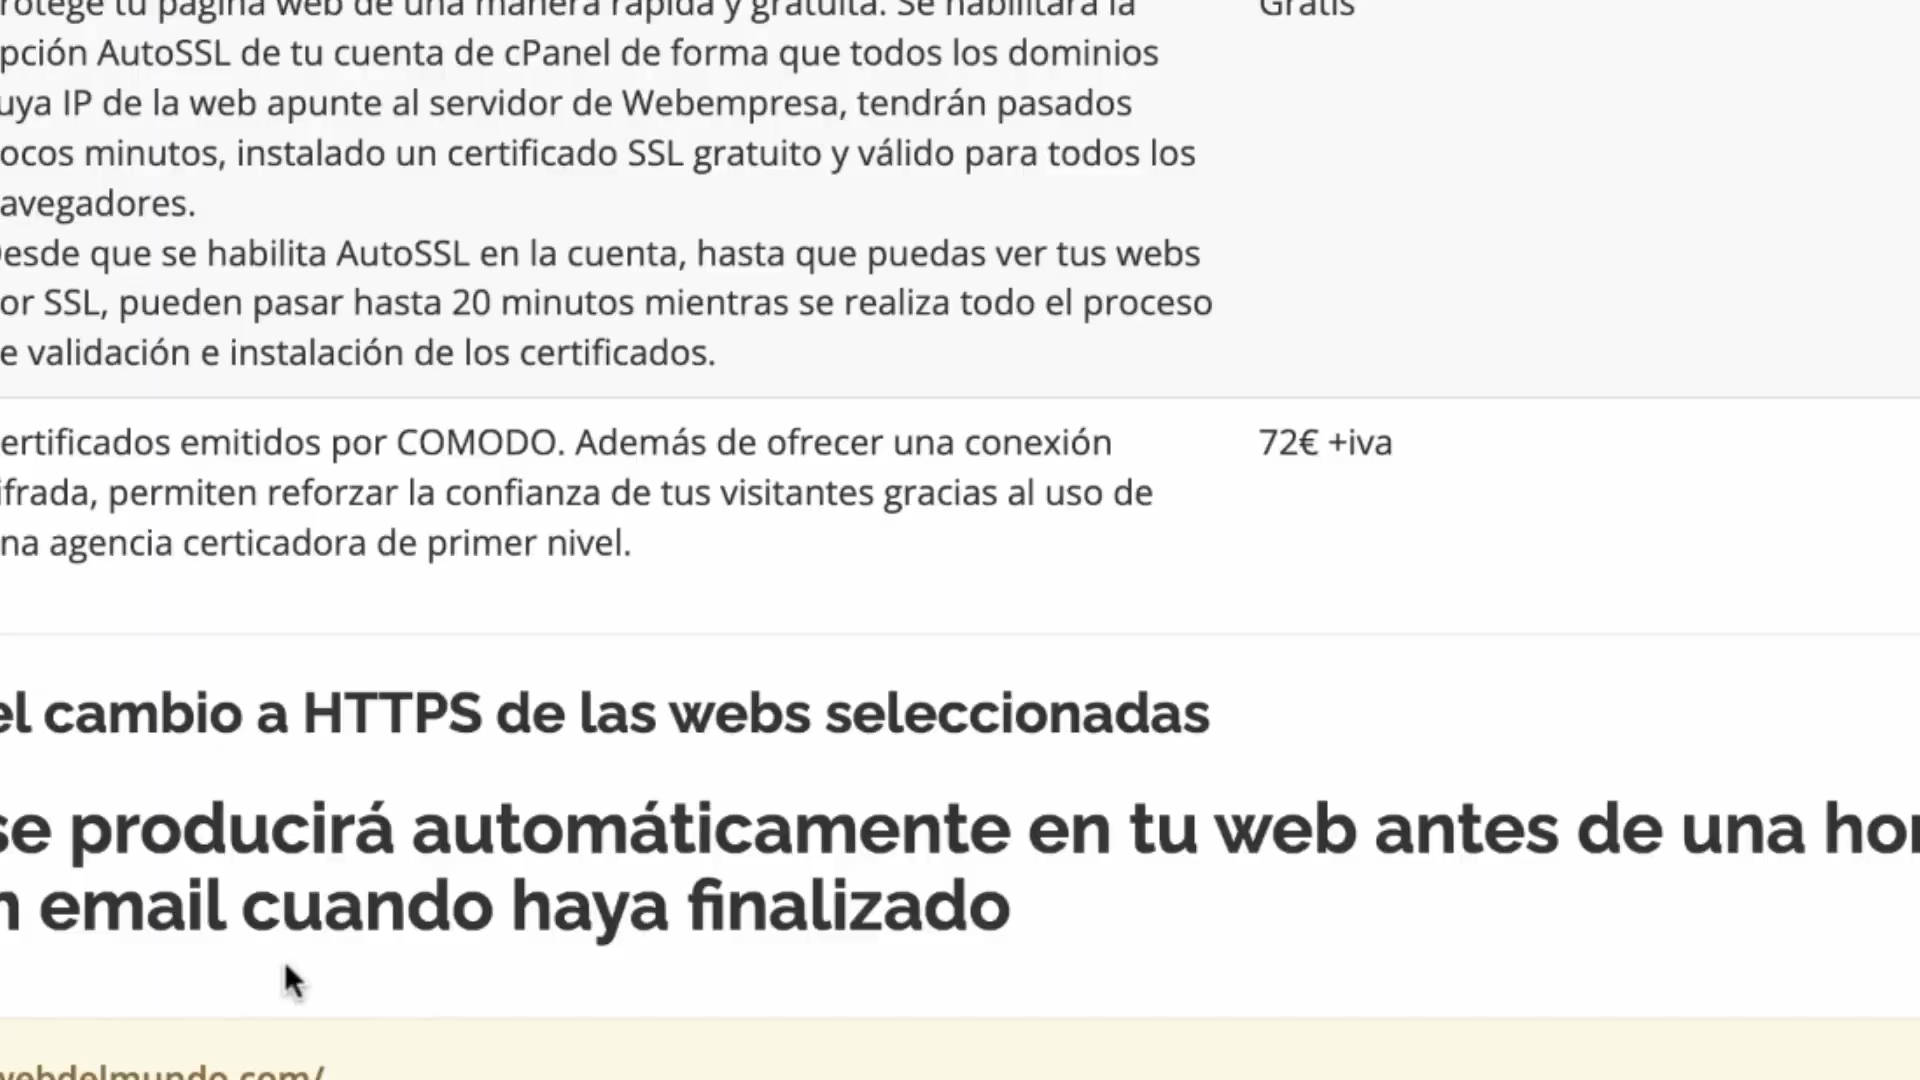 rotege tu página web de una manera rápida y gratuita. Se habilitará la
Gratis
pción AutoSSL de tu cuenta de cPanel de forma que todos los dominios
uya IP de la web apunte al servidor de Webempresa, tendrán pasados
ocos minutos, instalado un certificado SSL gratuito y válido para todos los
avegadores.
esde que se habilita AutoSSL en la cuenta, hasta que puedas ver tus webs
or SSL, pueden pasar hasta 20 minutos mientras se realiza todo el proceso
e validación e instalación de los certificados.
ertificados emitidos por COMODO. Además de ofrecer una conexión
72€ +iva
ifrada, permiten reforzar la confianza de tus visitantes gracias al uso de
na agencia certicadora de primer nivel.
el cambio a HTTPS de las webs seleccionadas
se producirá automáticamente en tu web antes de una hor
n email cuando haya finalizado
webdelmundo.com/